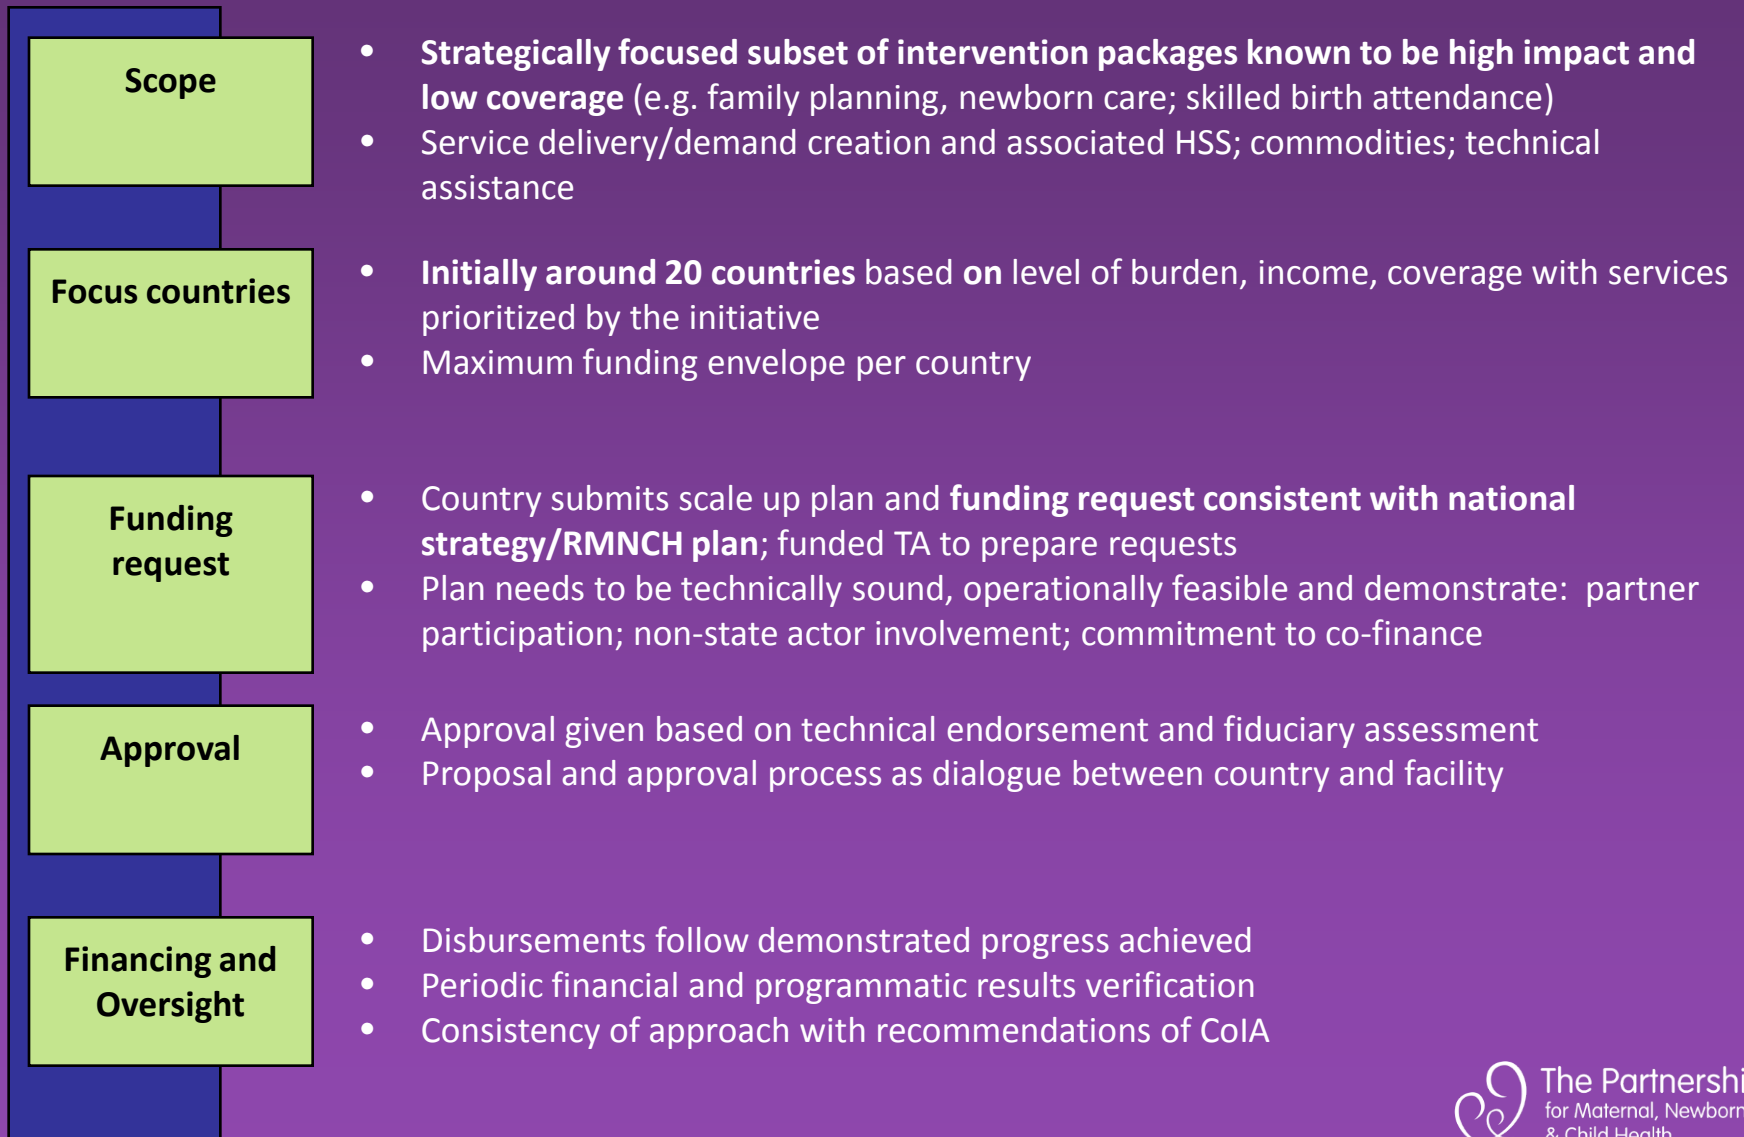 Scope
• Strategically focused subset of intervention packages known to be high impact and
low coverage (e.g. family planning, newborn care; skilled birth attendance)
• Service delivery/demand creation and associated HSS; commodities; technical
assistance
Focus countries
• Initially around 20 countries based on level of burden, income, coverage with services
prioritized by the initiative
• Maximum funding envelope per country
Funding
request
• Country submits scale up plan and funding request consistent with national
strategy/RMNCH plan; funded TA to prepare requests
• Plan needs to be technically sound, operationally feasible and demonstrate: partner
participation; non-state actor involvement; commitment to co-finance
Approval
• Approval given based on technical endorsement and fiduciary assessment
• Proposal and approval process as dialogue between country and facility
Financing and
Oversight
• Disbursements follow demonstrated progress achieved
• Periodic financial and programmatic results verification
• Consistency of approach with recommendations of CoIA
The Partnershi
for Maternal, Newborn
& Child Health